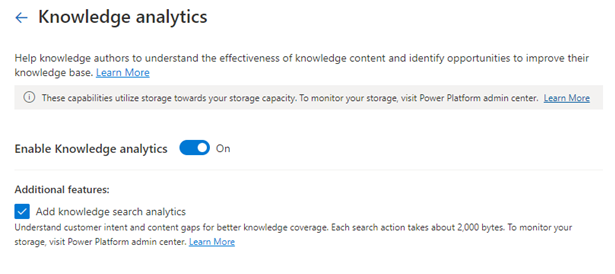 Knowledge analytics
Help knowledge authors to understand the effectiveness of knowledge content and identify opportunities to improve their
knowledge base. Learn More
These capabilities utilize storage towards your storage capacity. To monitor your storage, visit Power Platform admin center. Learn More
Enable Knowledge analytics On
Additional features:
Add knowledge search analytics
Understand customer intent and content gaps for better knowledge coverage. Each search action takes about 2,000 bytes. To monitor your
storage, visit Power Platform admin center. Learn More